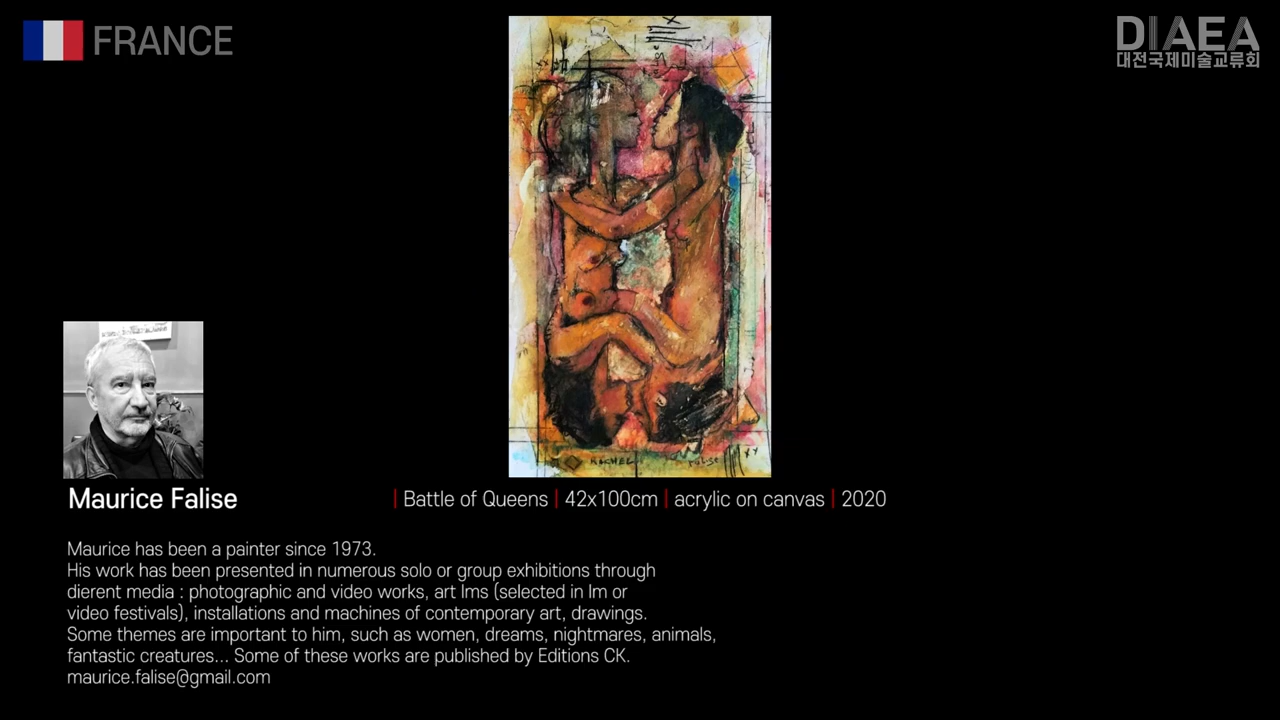 FRANCE
DIAEA
대전국제미술교류회
RACHEL
Maurice Falise
| Battle of Queens | 42x100cm | acrylic on canvas | 2020
Maurice has been a painter since 1973.
His work has been presented in numerous solo or group exhibitions through
dierent media : photographic and video works, art lms (selected in lm or
video festivals), installations and machines of contemporary art, drawings.
Some themes are important to him, such as women, dreams, nightmares, animals,
fantastic creatures... Some of these works are published by Editions CK.
maurice.falise@gmail.com